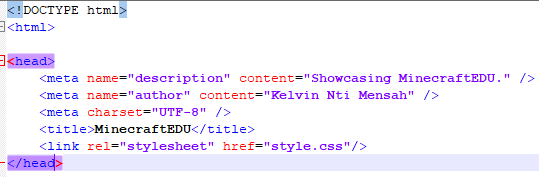 <!DOCTYPE html>
<html>
<head>
<meta name="description" content="Showcasing MinecraftEDU." />
<meta name="author" content="Kelvin Nti Mensah" />
<meta charset="UTF-8" />
<title>MinecraftEDU</title>
<link rel="stylesheet" href="style.css"/>
</head>